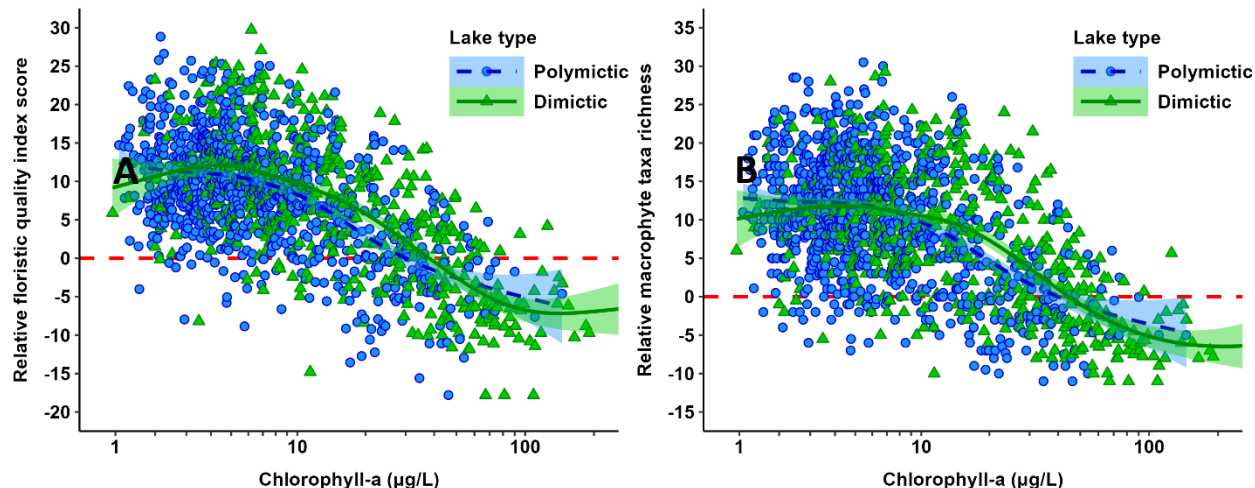 Relative floristic quality index score
30
25
20
15
10
5
0
-5
-10
-15
-20
A
Lake type
Polymictic
Dimictic
1
10
100
Chlorophyll-a (µg/L)
Relative macrophyte taxa richness
35
30
25
20
15
10
5
0
-5
-10
-15
B
Lake type
Polymictic
Dimictic
1
10
100
Chlorophyll-a (µg/L)